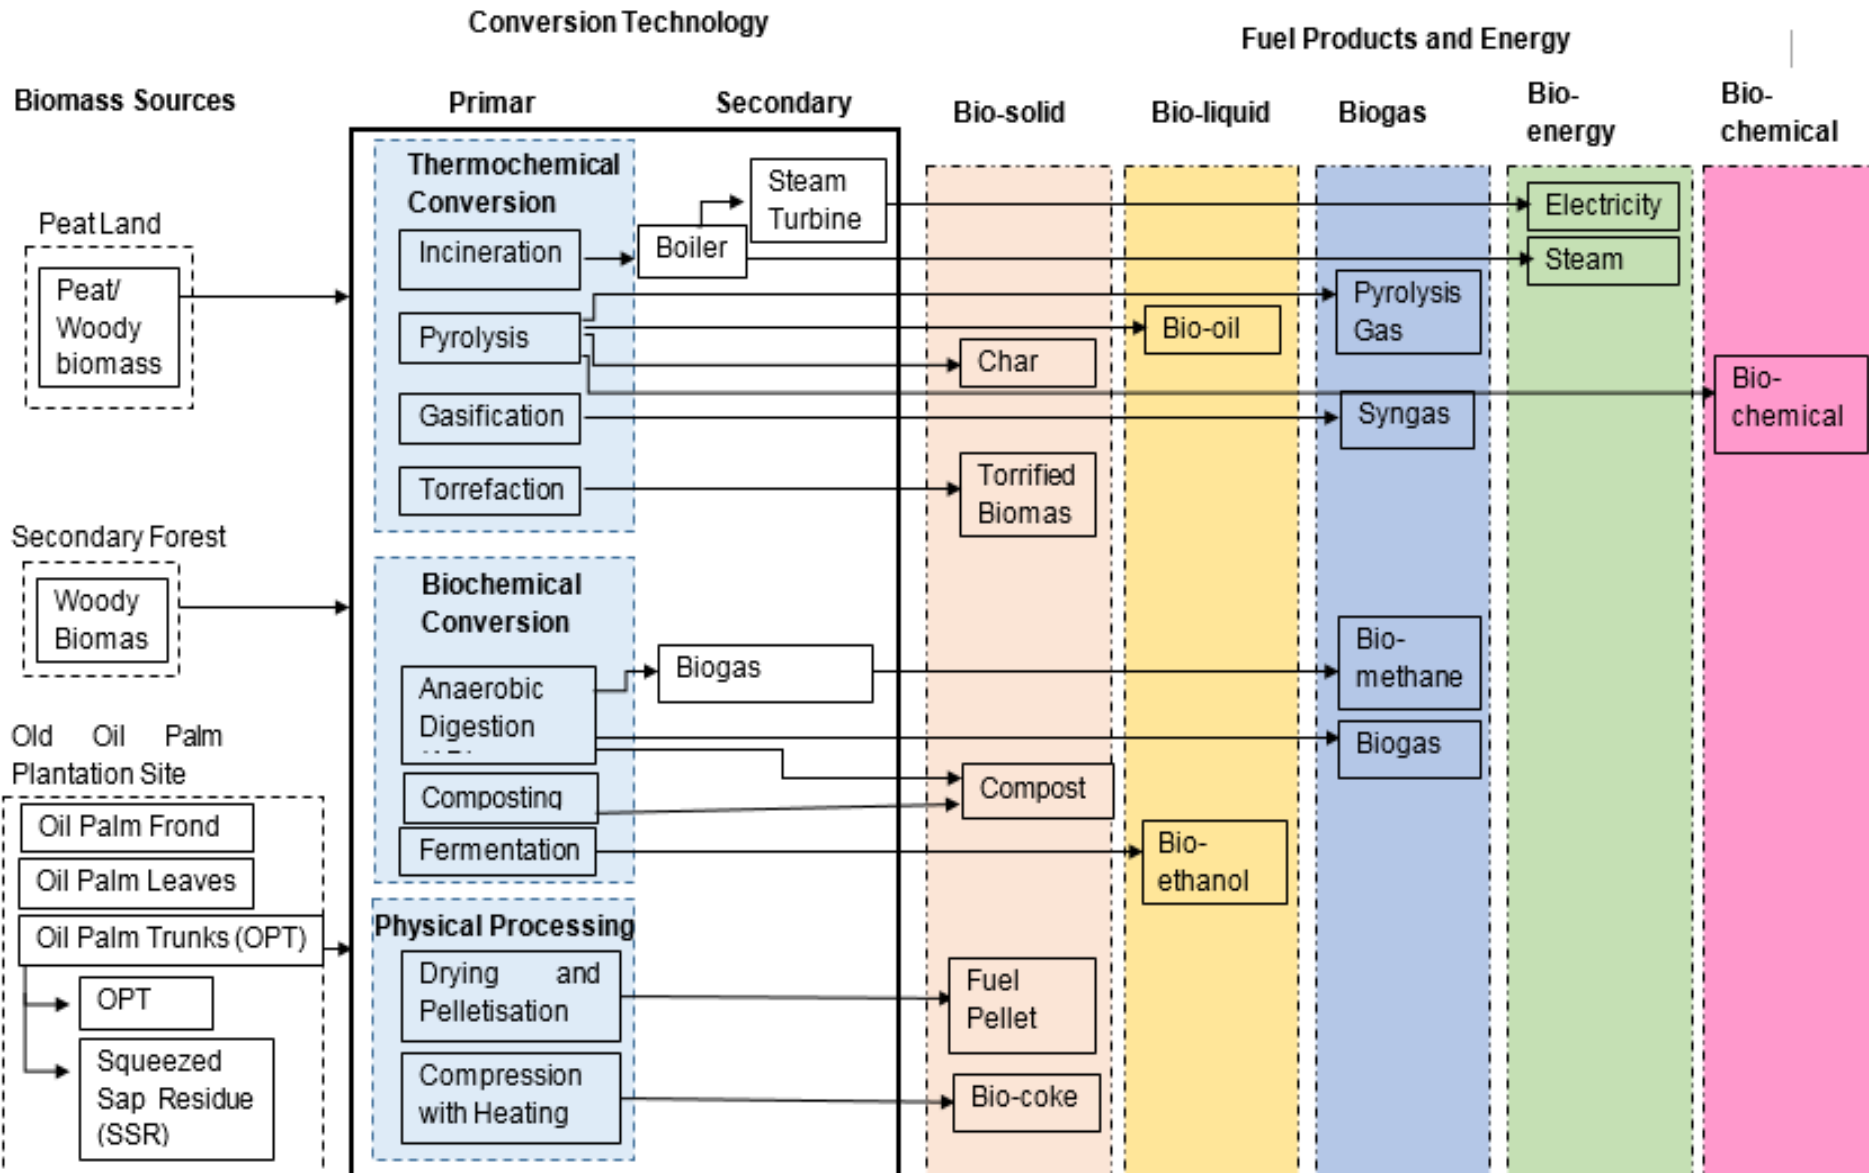 Conversion Technology
Fuel Products and Energy
Biomass Sources
Primar
Secondary
Bio-solid
Bio-liquid
Biogas
Bio-
energy
Bio-
chemical
Peat Land
Peat/
Woody
biomass
Secondary Forest
Woody
Biomas
Old Oil Palm
Plantation Site
Oil Palm Frond
Oil Palm Leaves
Oil Palm Trunks (OPT)
OPT
Squeezed
Sap Residue
(SSR)
Thermochemical
Conversion
Incineration
Pyrolysis
Gasification
Torrefaction
Boiler
Steam
Turbine
Biochemical
Conversion
Anaerobic
Digestion
Composting
Fermentation
Biogas
Physical Processing
Drying and
Pelletisation
Compression
with Heating
Char
Torrified
Biomas
Compost
Fuel
Pellet
Bio-coke
Bio-oil
Bio-
ethanol
Pyrolysis
Gas
Syngas
Bio-
methane
Biogas
Electricity
Steam
Bio-
chemical